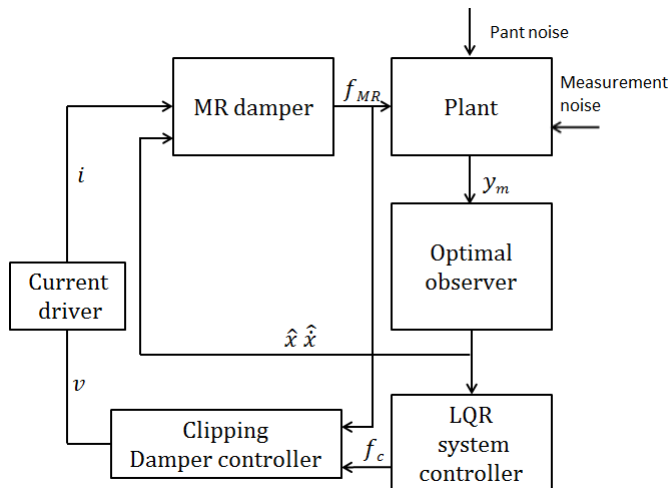 Pant noise
MR damper
f_MR
Plant
Measurement
noise
i
y_m
Optimal
observer
Current
driver
x̂ ẋ̂
v
Clipping
Damper controller
f_c
LQR
system
controller